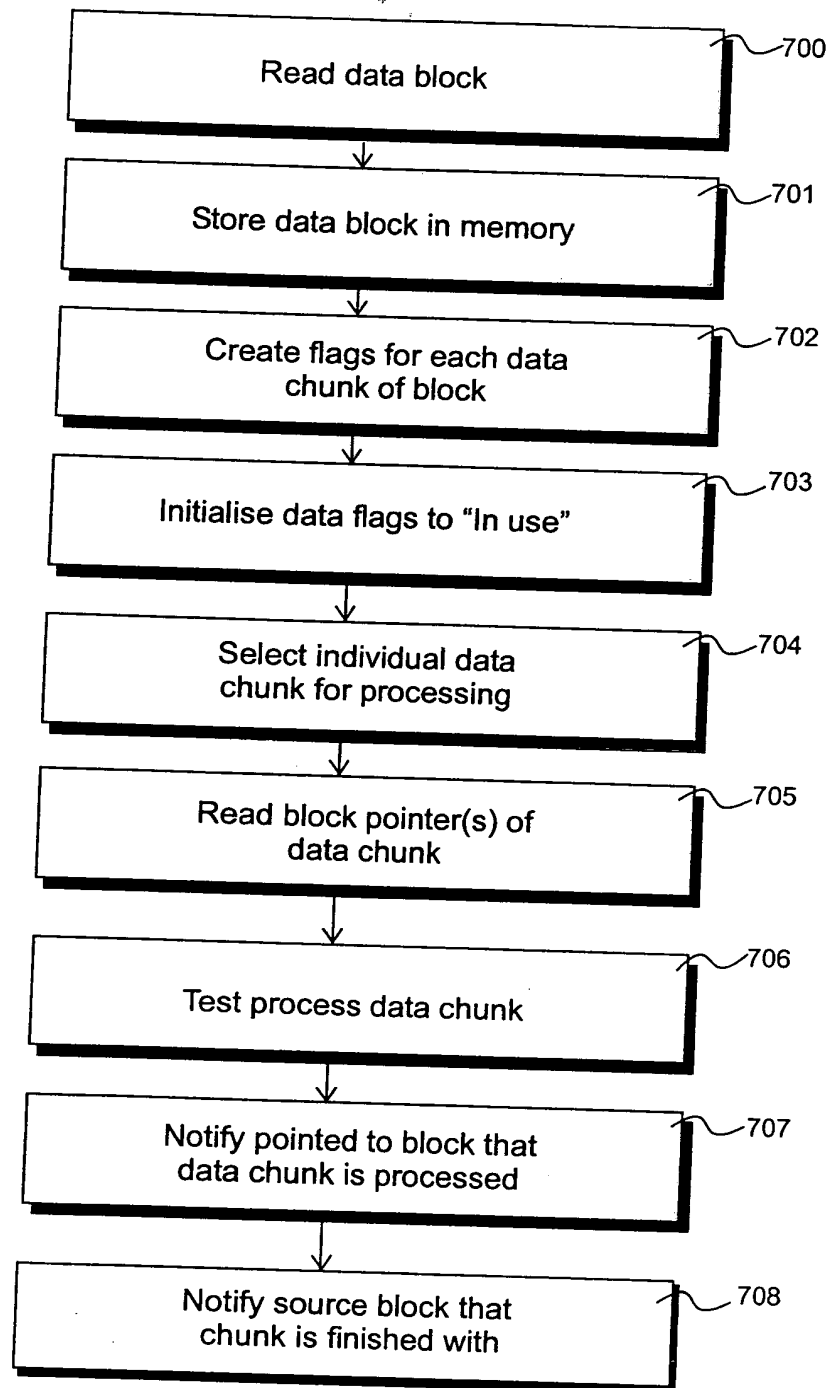 Read data block
700
Store data block in memory
701
Create flags for each data
chunk of block
702
Initialise data flags to “In use”
703
Select individual data
chunk for processing
704
Read block pointer(s) of
data chunk
705
Test process data chunk
706
Notify pointed to block that
data chunk is processed
707
Notify source block that
chunk is finished with
708